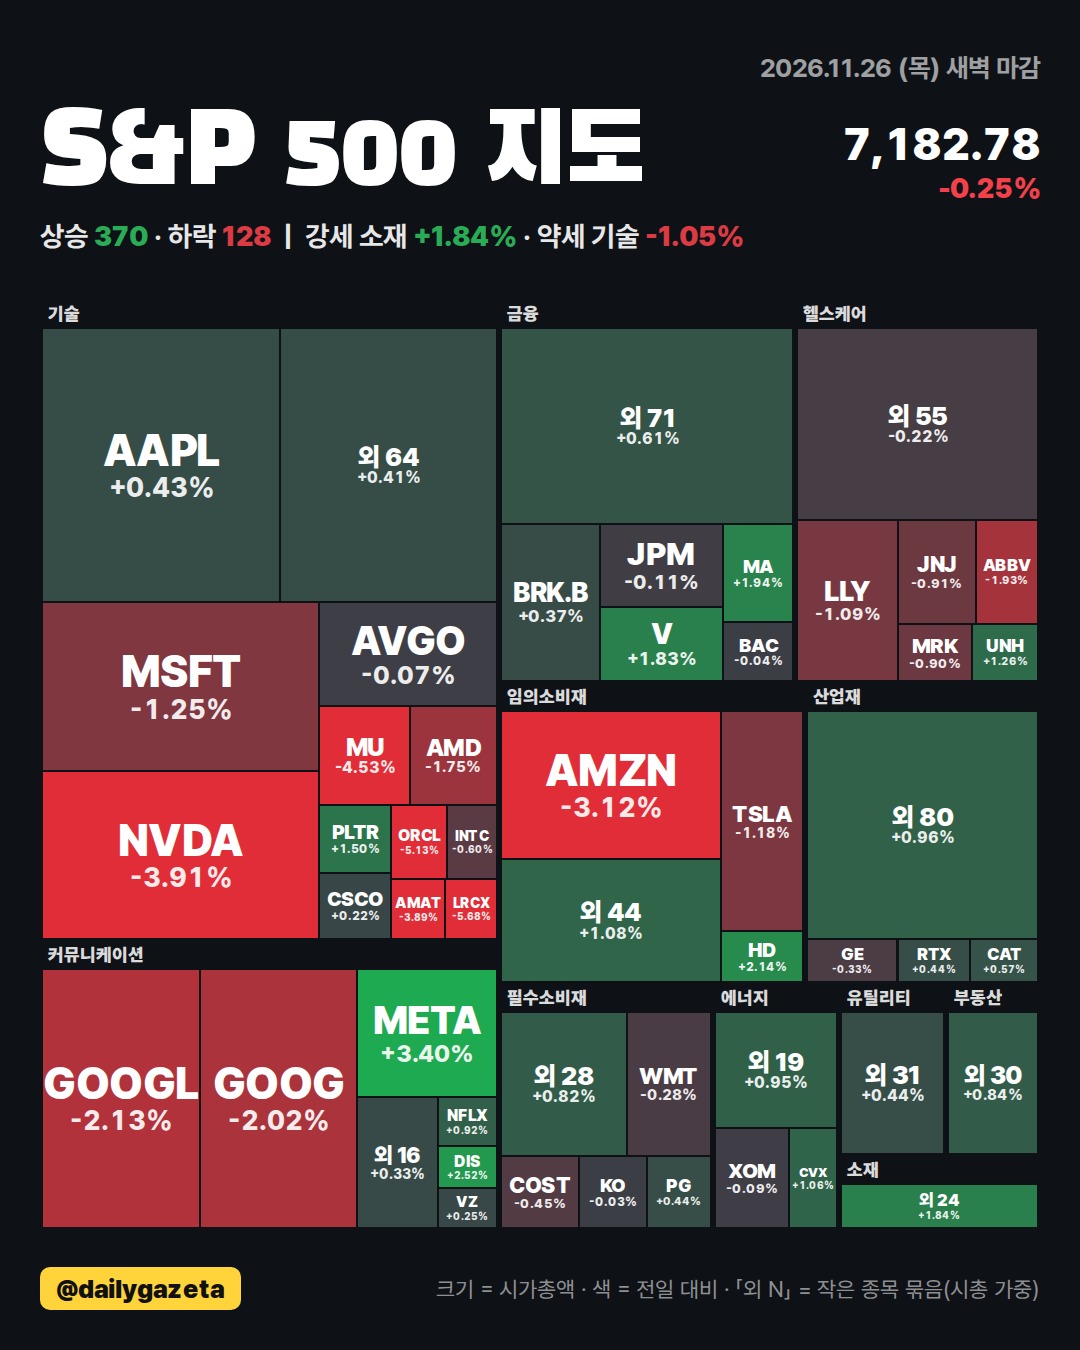 2026.11.26 (목) 새벽 마감
S&P 500 지도
7,182.78
-0.25%
상승 370 · 하락 128 | 강세 소재 +1.84% · 약세 기술 -1.05%
기술
AAPL
+0.43%
외 64
+0.41%
MSFT
-1.25%
AVGO
-0.07%
MU
-4.53%
AMD
-1.75%
NVDA
-3.91%
PLTR
+1.50%
ORCL
-5.13%
INTC
-0.60%
CSCO
+0.22%
AMAT
-3.89%
LRCX
-5.68%
금융
외 71
+0.61%
BRK.B
+0.37%
JPM
-0.11%
MA
+1.94%
V
+1.83%
BAC
-0.04%
헬스케어
외 55
-0.22%
LLY
-1.09%
JNJ
-0.91%
ABBV
-1.93%
MRK
-0.90%
UNH
+1.26%
임의소비재
AMZN
-3.12%
TSLA
-1.18%
외 44
+1.08%
HD
+2.14%
산업재
외 80
+0.96%
GE
-0.33%
RTX
+0.44%
CAT
+0.57%
커뮤니케이션
GOOGL
-2.13%
GOOG
-2.02%
META
+3.40%
외 16
+0.33%
NFLX
+0.92%
DIS
+2.52%
VZ
+0.25%
필수소비재
외 28
+0.82%
WMT
-0.28%
COST
-0.45%
KO
-0.03%
PG
+0.44%
에너지
외 19
+0.95%
XOM
-0.09%
CVX
+1.06%
유틸리티
외 31
+0.44%
부동산
외 30
+0.84%
소재
외 24
+1.84%
@dailygazeta
크기 = 시가총액 · 색 = 전일 대비 · 「외 N」 = 작은 종목 묶음(시총 가중)